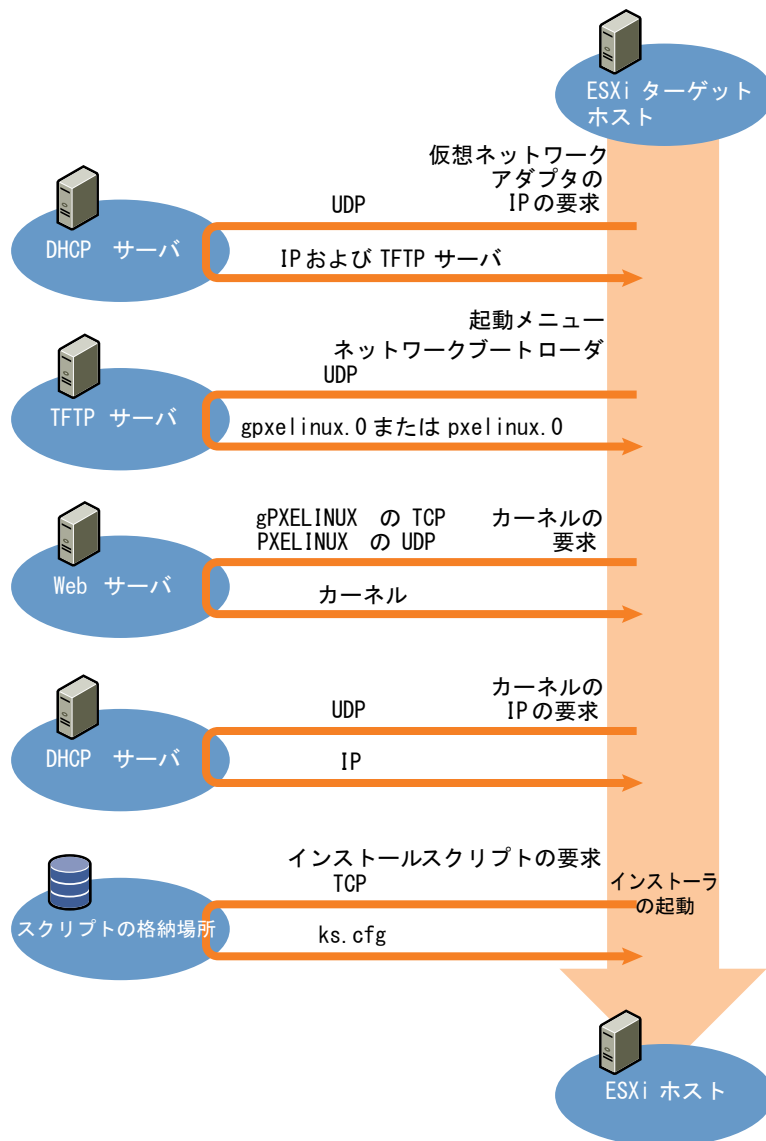 ESXi ターゲット
ホスト
仮想ネットワーク
アダプタの
UDP IPの要求
DHCP サーバ
IPおよび TFTP サーバ
起動メニュー
ネットワークブートローダ
UDP
TFTP サーバ
gpxelinux.0 または pxelinux.0
gPXELINUX の TCP カーネルの
PXELINUX の UDP 要求
Web サーバ
カーネル
カーネルの
UDP IPの要求
DHCP サーバ
IP
インストールスクリプトの要求
TCP
インストーラ
の起動
スクリプトの格納場所
ks.cfg
ESXi ホスト